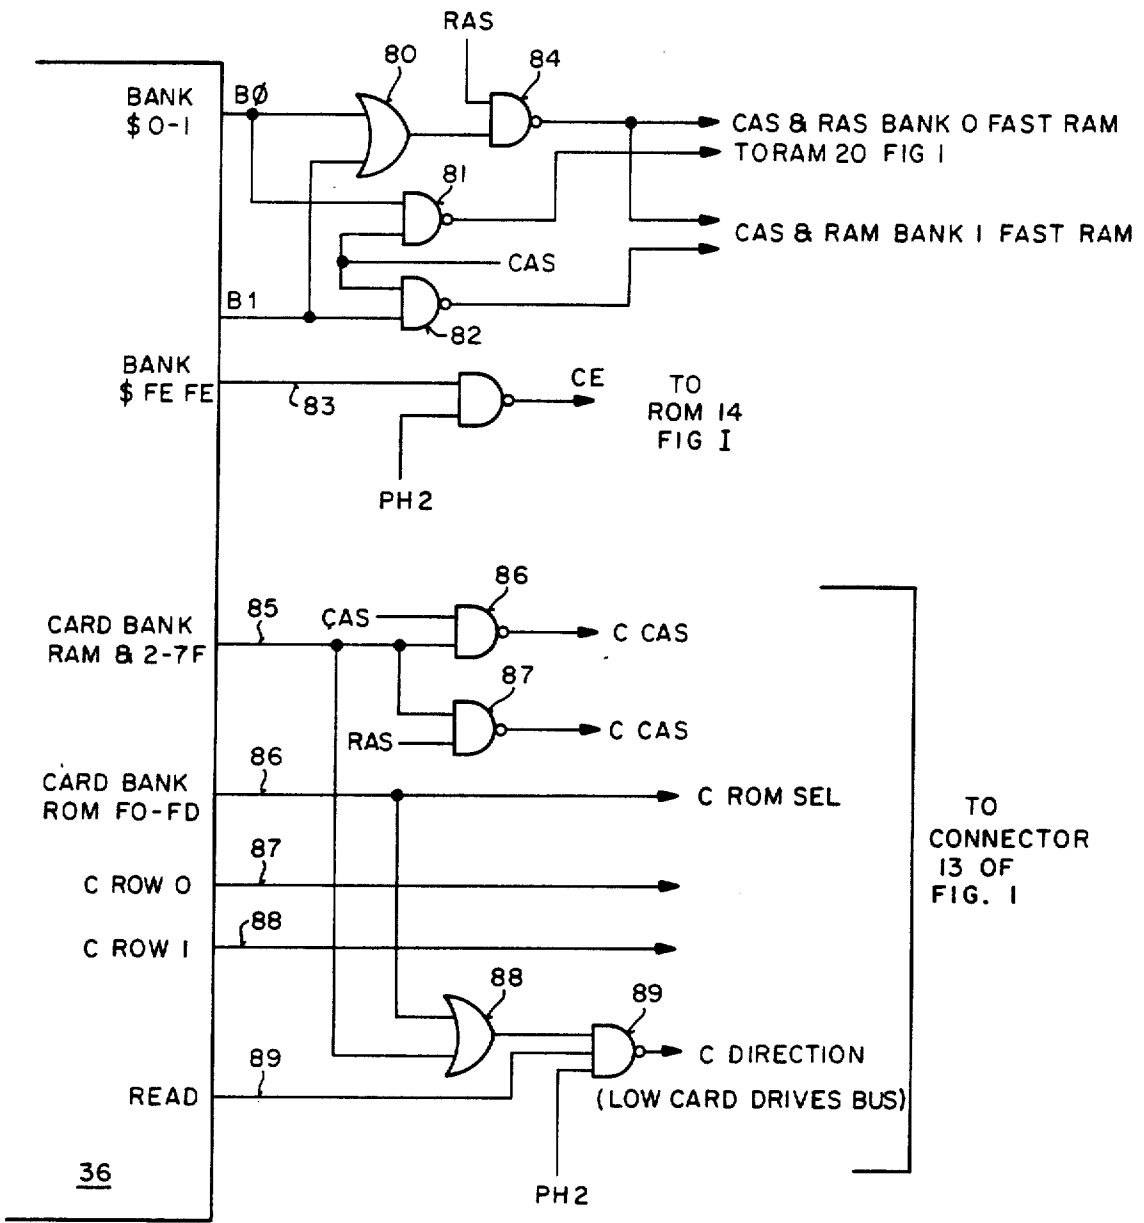 RAS
80
84
BANK
$ 0-1
BØ
CAS & RAS BANK 0 FAST RAM
TORAM 20 FIG 1
81
CAS & RAM BANK 1 FAST RAM
CAS
B1
82
BANK
$ FE FE
83
CE
TO
ROM 14
FIG I
PH2
86
CAS
C CAS
CARD BANK
RAM & 2-7F
85
87
C CAS
RAS
CARD BANK
ROM F0-FD
86
C ROM SEL
TO
CONNECTOR
13 OF
FIG. 1
C ROW 0
87
C ROW 1
88
88
89
C DIRECTION
(LOW CARD DRIVES BUS)
READ
89
36
PH2